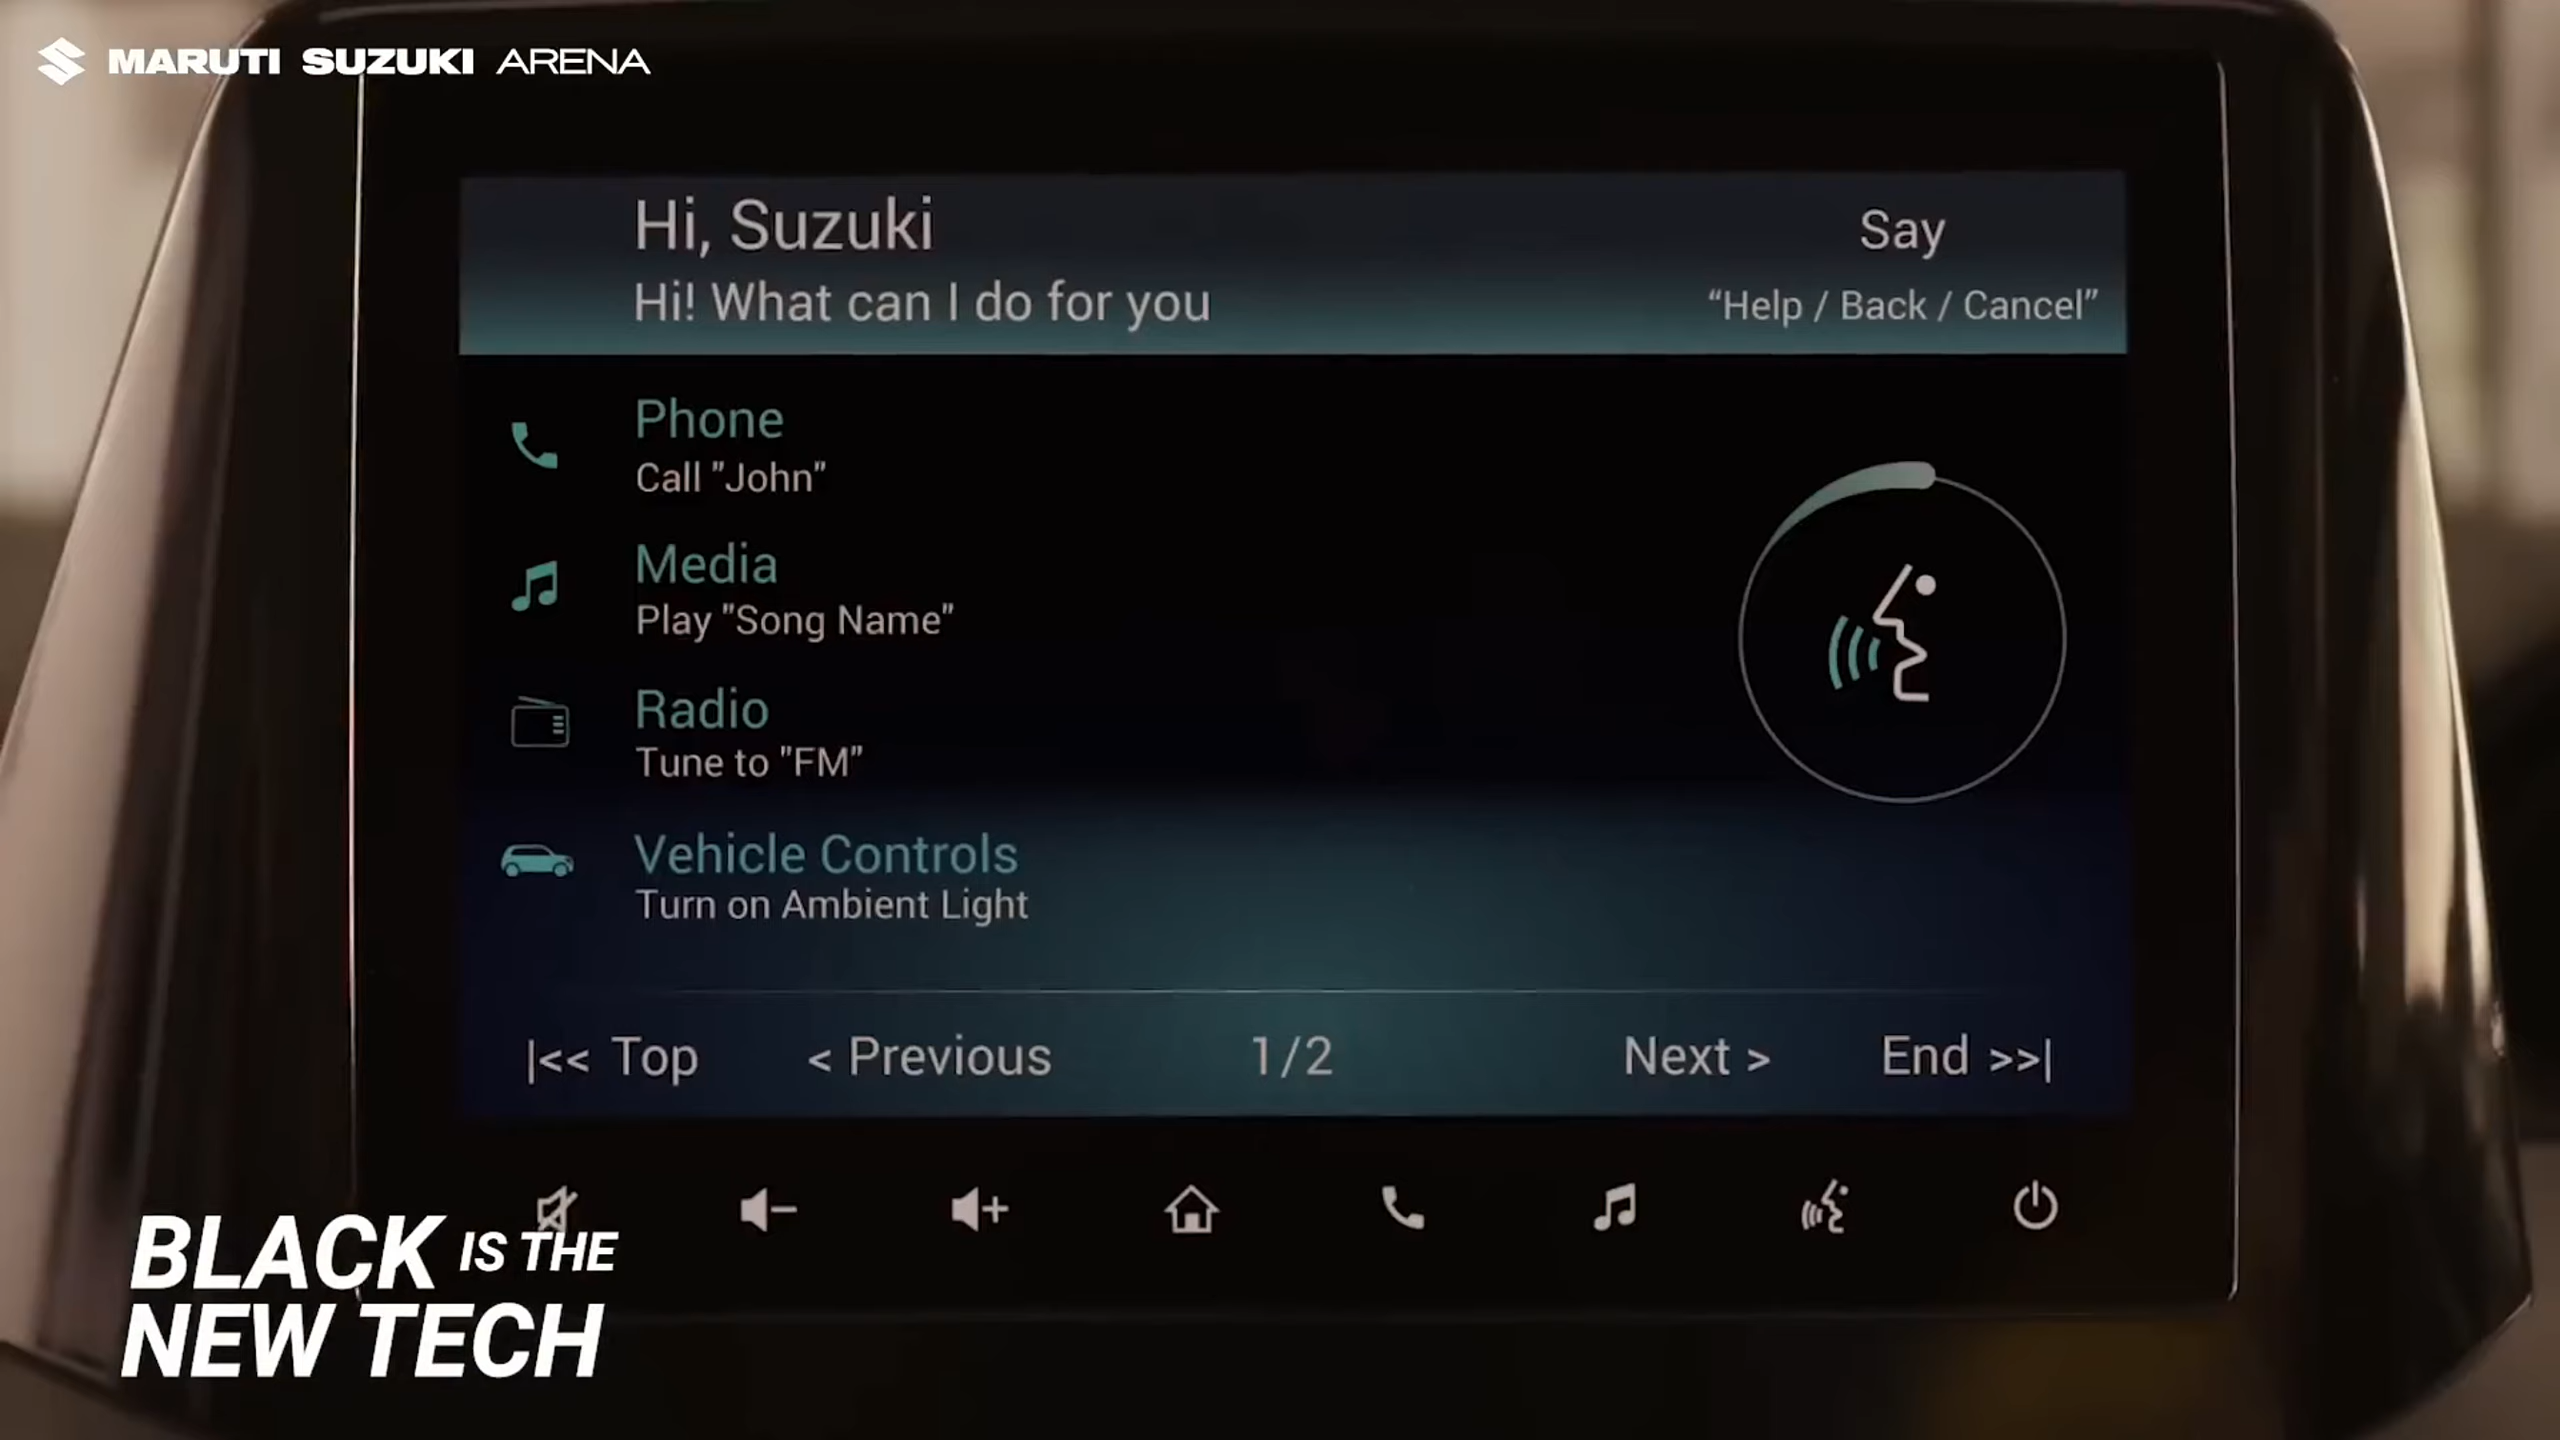 MARUTI SUZUKI ARENA
Hi, Suzuki
Hi! What can I do for you
Say
“Help / Back / Cancel”
Phone
Call "John"
Media
Play "Song Name"
Radio
Tune to "FM"
Vehicle Controls
Turn on Ambient Light
|<< Top < Previous 1/2 Next > End >>|
BLACK IS THE
NEW TECH